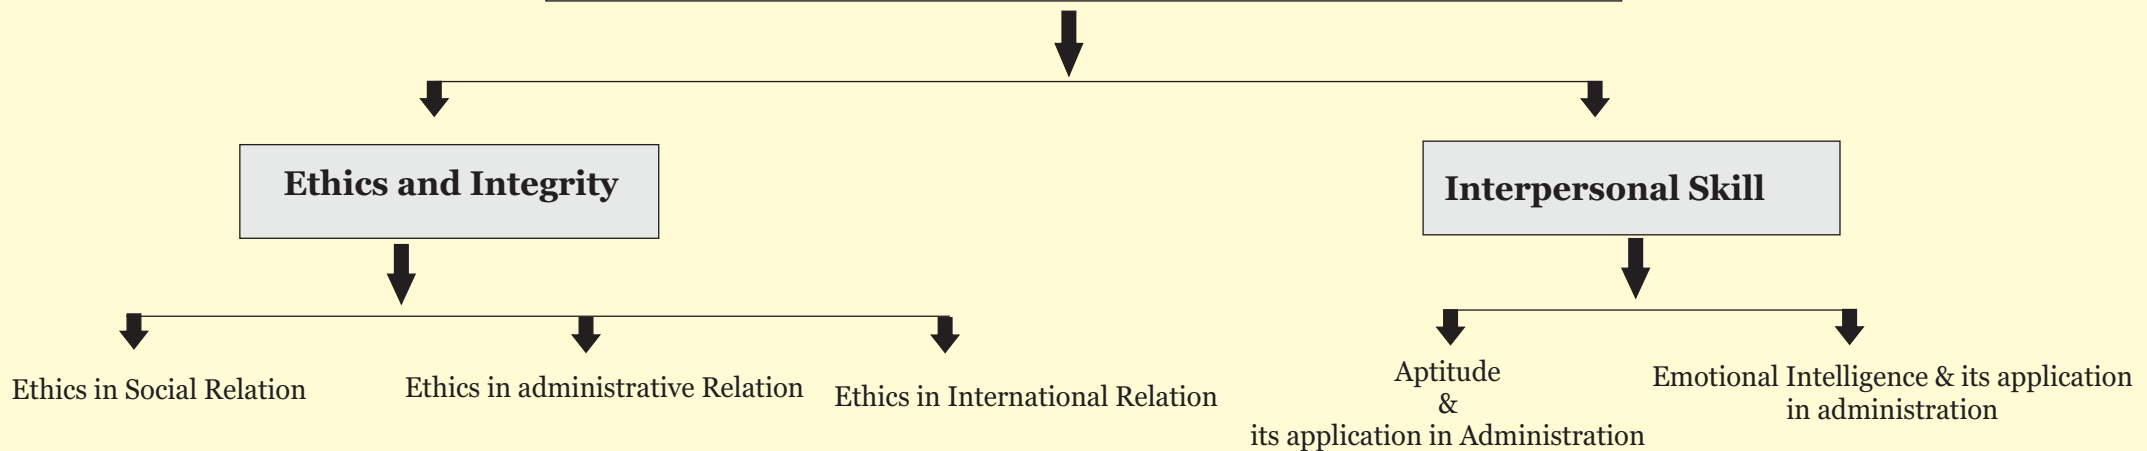 Ethics and Integrity
Interpersonal Skill
Ethics in Social Relation
Ethics in administrative Relation
Ethics in International Relation
Aptitude
&
its application in Administration
Emotional Intelligence & its application
in administration